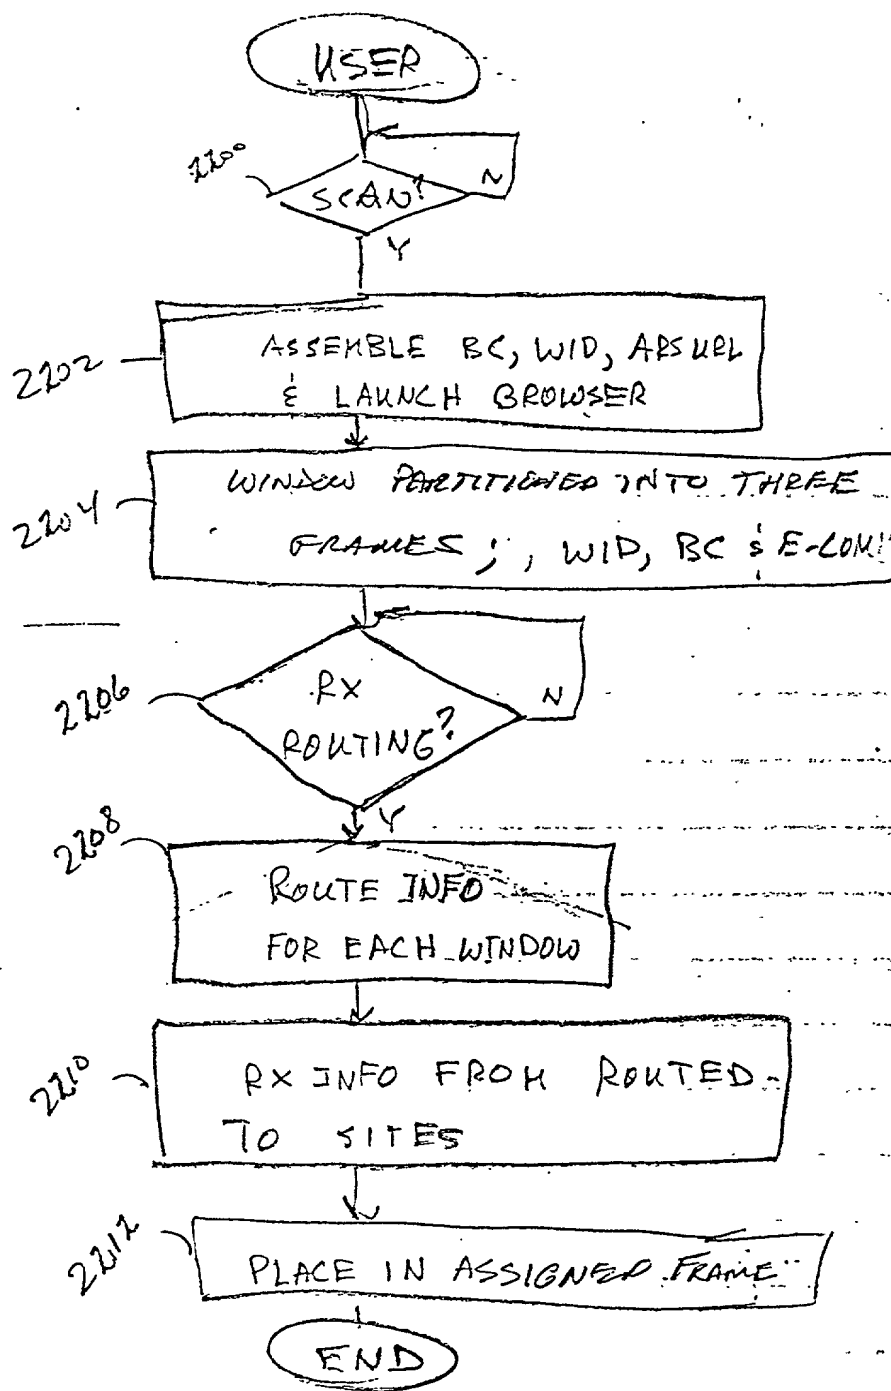 USER
2200
SCAN?
N
Y
2202
ASSEMBLE BC, WID, ARSURL
& LAUNCH BROWSER
2204
WINDOW PARTITIONED INTO THREE
FRAMES ; , WID, BC & E-COM
2206
RX
ROUTING?
N
Y
2208
ROUTE INFO
FOR EACH WINDOW
2210
RX INFO FROM ROUTED-
TO SITES
2212
PLACE IN ASSIGNED FRAME
END